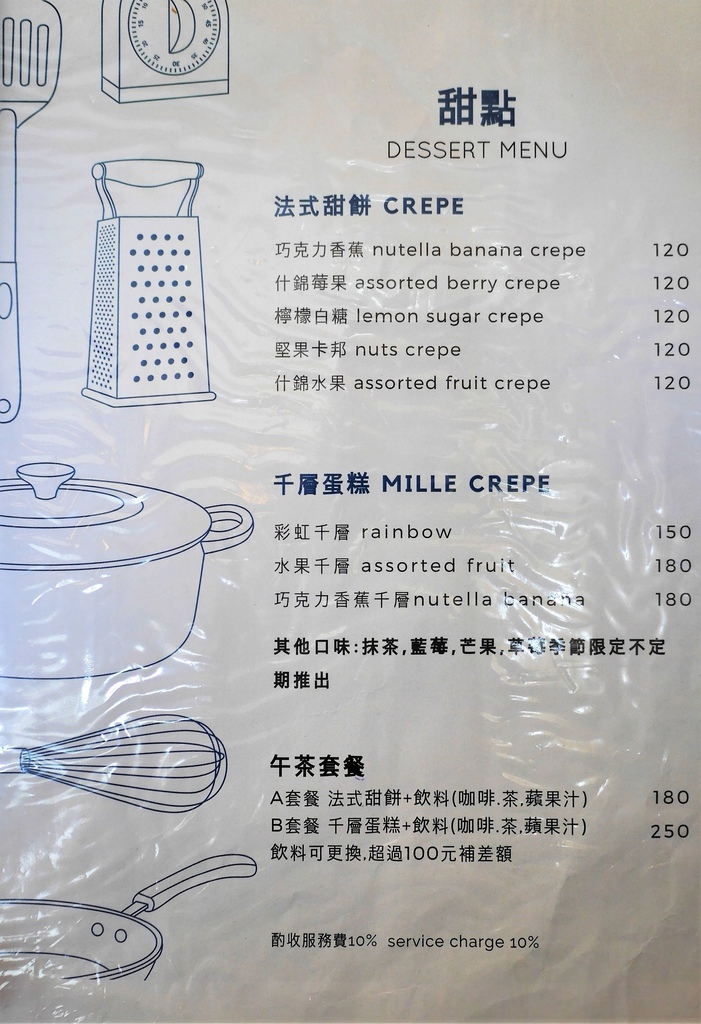 15 30 45
甜點
DESSERT MENU
法式甜餅 CREPE
巧克力香蕉 nutella banana crepe 120
什錦莓果 assorted berry crepe 120
檸檬白糖 lemon sugar crepe 120
堅果卡邦 nuts crepe 120
什錦水果 assorted fruit crepe 120
千層蛋糕 MILLE CREPE
彩虹千層 rainbow 150
水果千層 assorted fruit 180
巧克力香蕉千層nutella banana 180
其他口味:抹茶,藍莓,芒果,草莓季節限定不定
期推出
午茶套餐
A套餐 法式甜餅+飲料(咖啡.茶,蘋果汁) 180
B套餐 千層蛋糕+飲料(咖啡.茶,蘋果汁) 250
飲料可更換,超過100元補差額
酌收服務費10% service charge 10%